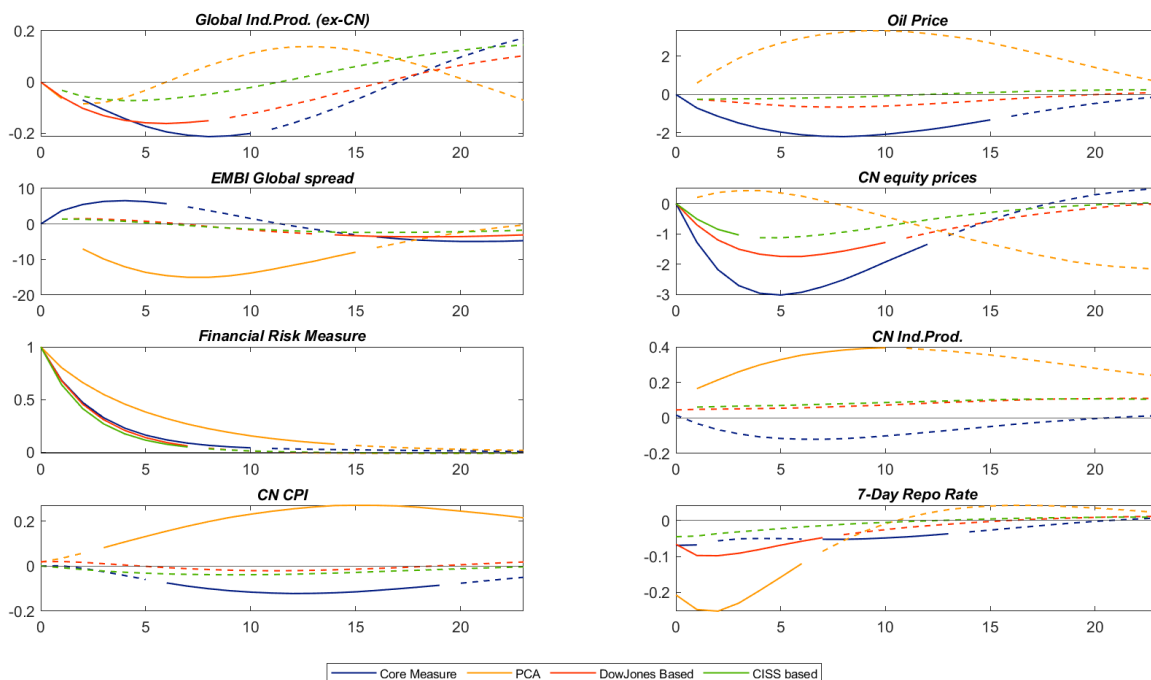 Global Ind.Prod. (ex-CN)
0.2
0
-0.2
0 5 10 15 20
Oil Price
2
0
-2
0 5 10 15 20
EMBI Global spread
10
0
-10
-20
0 5 10 15 20
CN equity prices
0
-1
-2
-3
0 5 10 15 20
Financial Risk Measure
1
0.5
0
0 5 10 15 20
CN Ind.Prod.
0.4
0.2
0
-0.2
0 5 10 15 20
CN CPI
0.2
0
-0.2
0 5 10 15 20
7-Day Repo Rate
0
-0.1
-0.2
0 5 10 15 20
Core Measure PCA DowJones Based CISS based